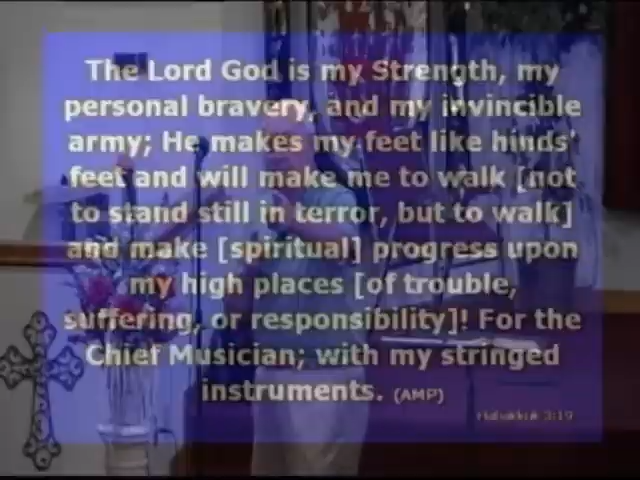 The Lord God is my Strength, my
personal bravery, and my invincible
army; He makes my feet like hinds'
feet and will make me to walk [not
to stand still in terror, but to walk]
and make [spiritual] progress upon
my high places [of trouble,
suffering, or responsibility]! For the
Chief Musician; with my stringed
instruments. (AMP)
Habakkuk 3:19